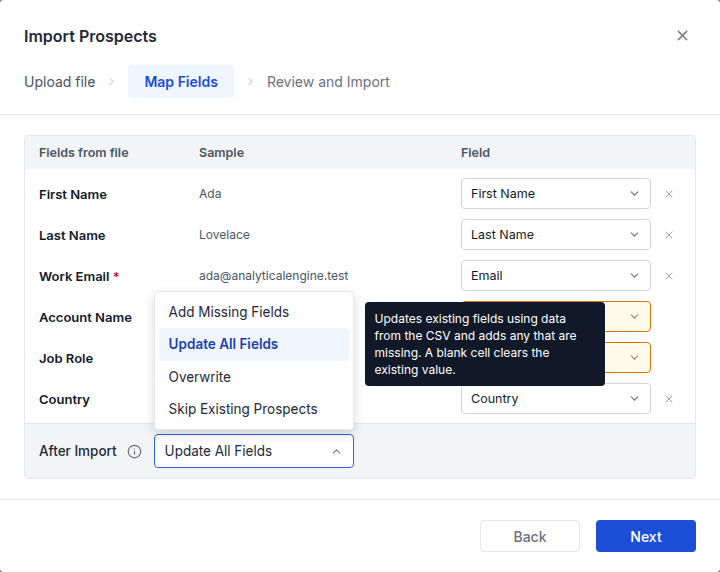 Import Prospects
Upload file
Map Fields
Review and Import
Fields from file Sample Field
First Name Ada First Name
Last Name Lovelace Last Name
Work Email * ada@analyticalengine.test Email
Account Name
Job Role
Country Country
Add Missing Fields
Update All Fields
Overwrite
Skip Existing Prospects
Updates existing fields using data
from the CSV and adds any that are
missing. A blank cell clears the
existing value.
After Import Update All Fields
Back Next